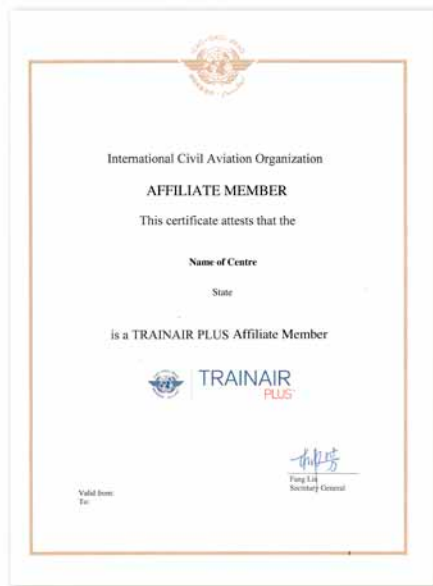 International Civil Aviation Organization
AFFILIATE MEMBER
This certificate attests that the
Name of Centre
State
is a TRAINAIR PLUS Affiliate Member
TRAINAIR
PLUS
Fang Liu
Secretary General
Valid from:
To: